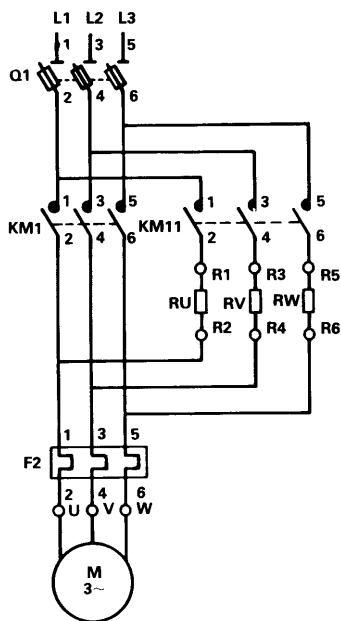 L1 L2 L3
1 3 5
Q1
2 4 6
1 3 5 1 3 5
KM1 KM11
2 4 6 2 4 6
R1 R3 R5
RU RV RW
R2 R4 R6
1 3 5
F2
2 4 6
U V W
M
3~